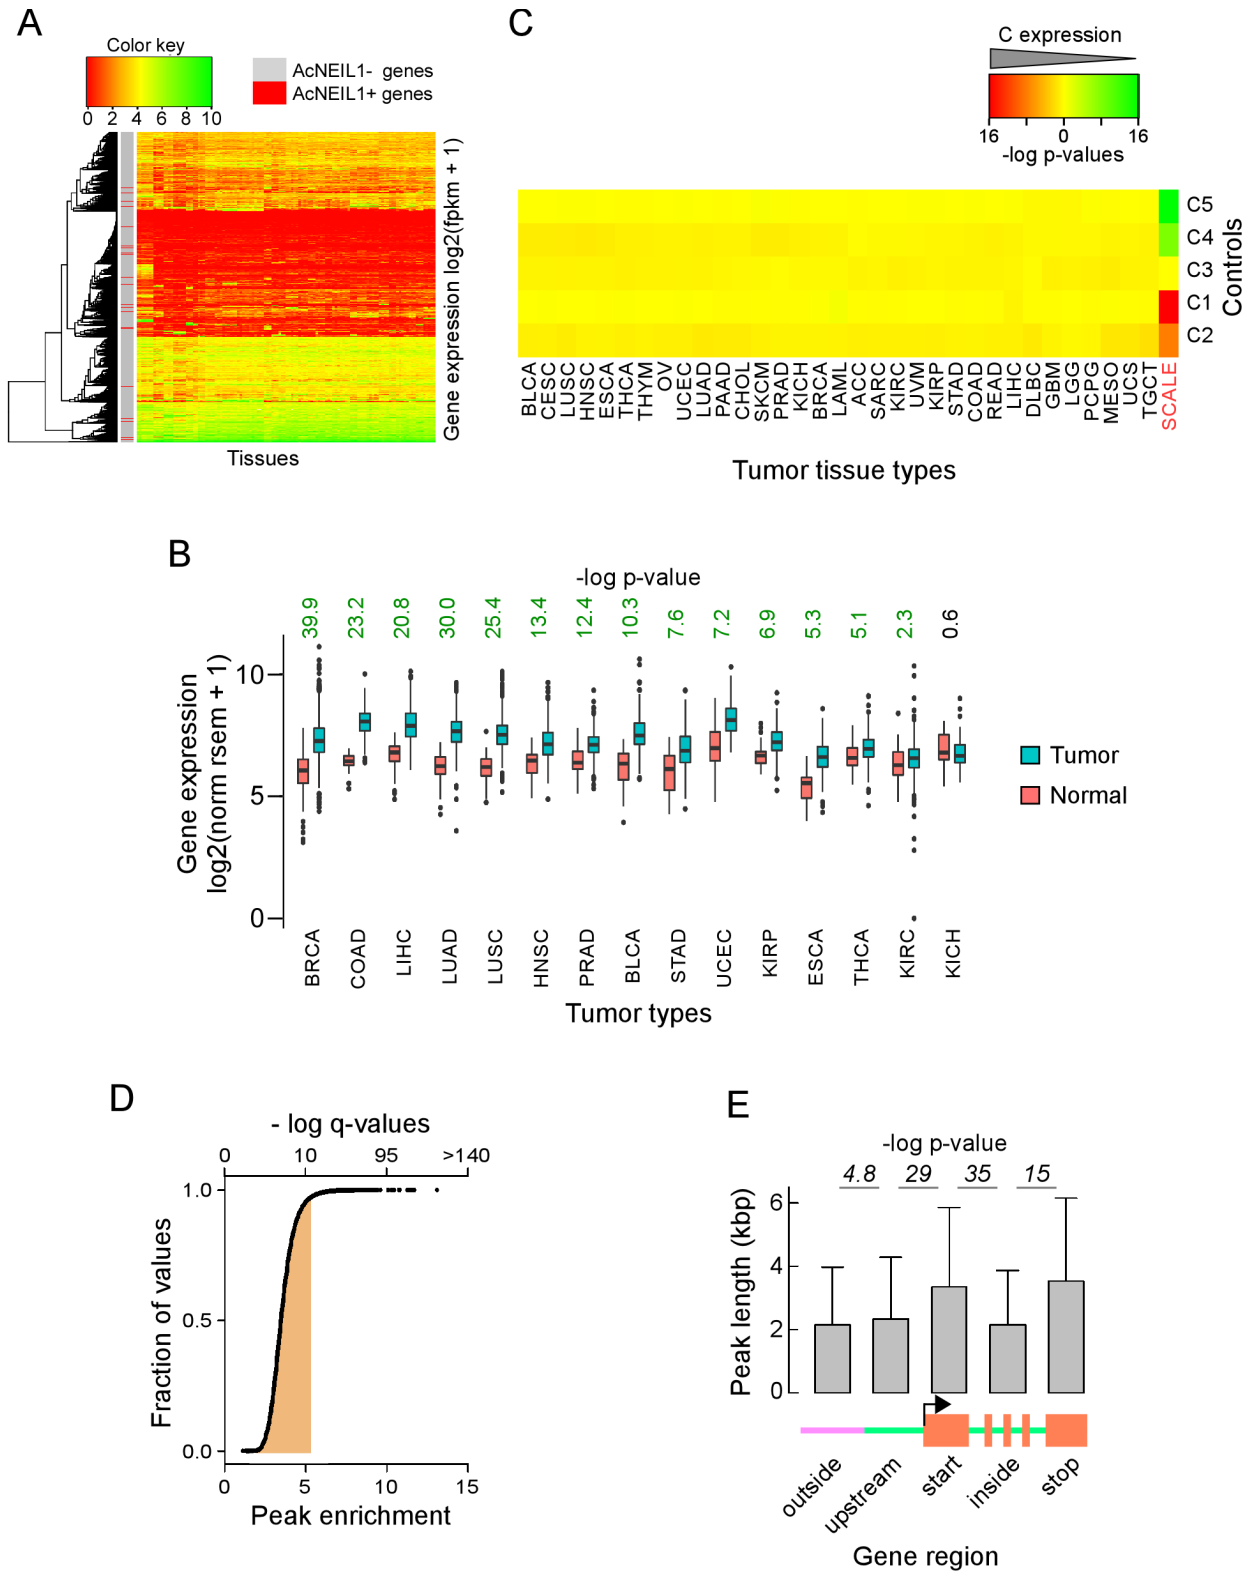 A
Color key
0 2 4 6 8 10
AcNEIL1- genes
AcNEIL1+ genes
Gene expression log2(fpkm + 1)
Tissues
C
C expression
16 0 16
-log p-values
C5
C4
C3
C1
C2
Controls
BLCA CESC LUSC HNSC ESCA THCA THYM OV UCEC LUAD PAAD CHOL SKCM PRAD KICH BRCA LAML ACC SARC KIRC UVM KIRP STAD COAD READ LIHC DLBC GBM LGG PCPG MESO UCS TGCT SCALE
Tumor tissue types
B
-log p-value
39.9 23.2 20.8 30.0 25.4 13.4 12.4 10.3 7.6 7.2 6.9 5.3 5.1 2.3 0.6
Gene expression
log2(norm rsem + 1)
10
5
0
Tumor
Normal
BRCA COAD LIHC LUAD LUSC HNSC PRAD BLCA STAD UCEC KIRP ESCA THCA KIRC KICH
Tumor types
D
- log q-values
0 10 95 >140
Fraction of values
1.0
0.5
0.0
0 5 10 15
Peak enrichment
E
-log p-value
4.8 29 35 15
Peak length (kbp)
6
4
2
0
outside upstream start inside stop
Gene region